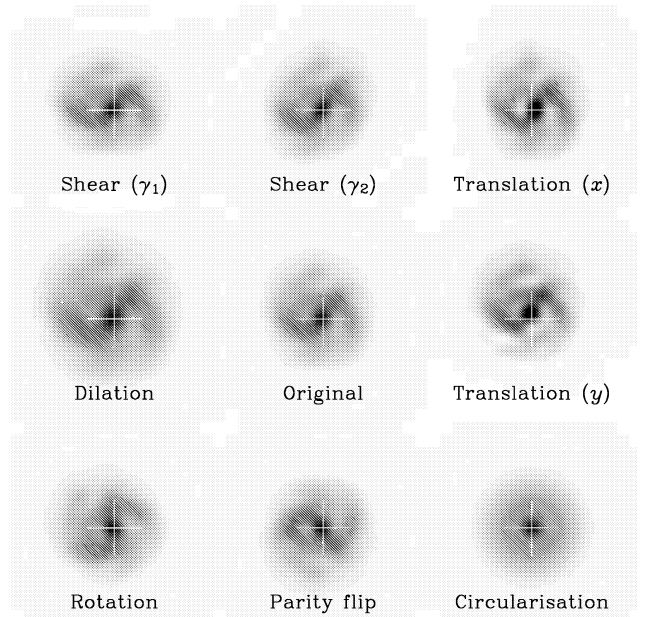 Shear (γ₁) Shear (γ₂) Translation (x)
Dilation Original Translation (y)
Rotation Parity flip Circularisation